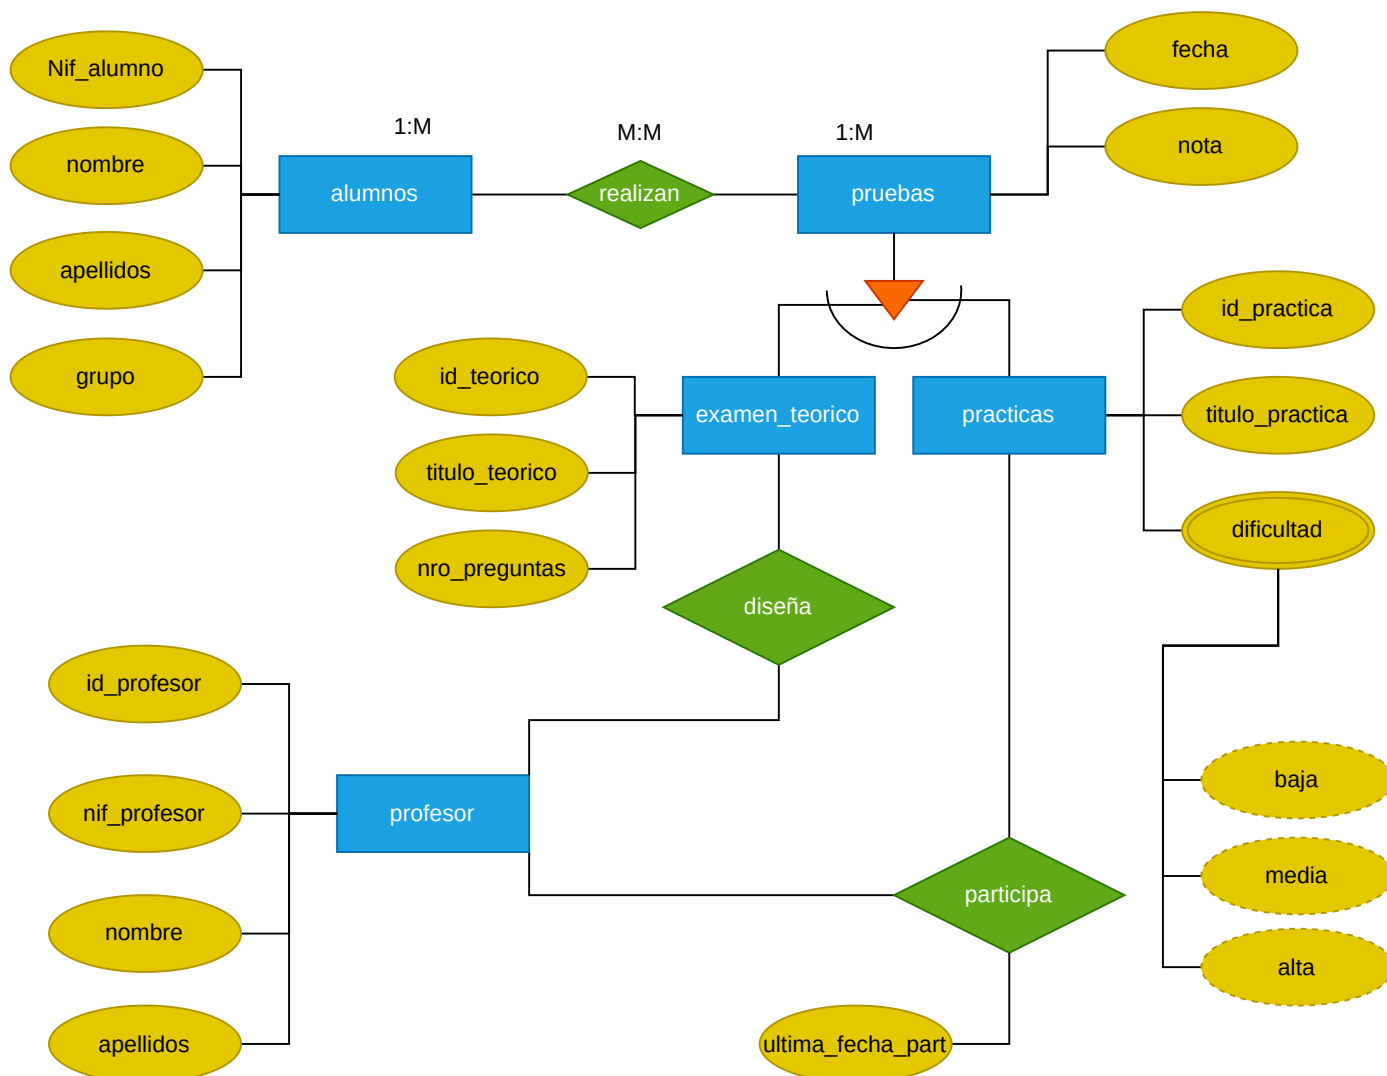 fecha
Nif_alumno
1:M
M:M
1:M
nota
nombre
alumnos
realizan
pruebas
apellidos
id_practica
grupo
id_teorico
examen_teorico
practicas
titulo_practica
titulo_teorico
dificultad
nro_preguntas
diseña
id_profesor
baja
nif_profesor
profesor
media
participa
nombre
alta
apellidos
ultima_fecha_part